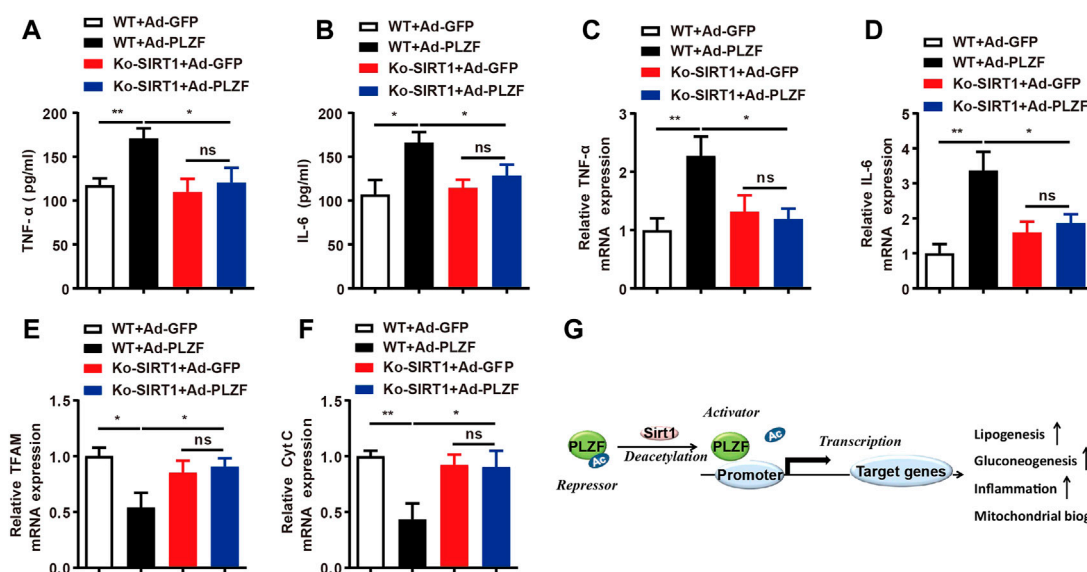 A
WT+Ad-GFP
WT+Ad-PLZF
Ko-SIRT1+Ad-GFP
Ko-SIRT1+Ad-PLZF
TNF-α ( pg/ml)
200
150
100
50
0
**
*
ns
B
WT+Ad-GFP
WT+Ad-PLZF
Ko-SIRT1+Ad-GFP
Ko-SIRT1+Ad-PLZF
IL-6 (pg/ml)
200
150
100
50
0
*
*
ns
C
WT+Ad-GFP
WT+Ad-PLZF
Ko-SIRT1+Ad-GFP
Ko-SIRT1+Ad-PLZF
Relative TNF-α
mRNA expression
3
2
1
0
**
*
ns
D
WT+Ad-GFP
WT+Ad-PLZF
Ko-SIRT1+Ad-GFP
Ko-SIRT1+Ad-PLZF
Relative IL-6
mRNA expression
5
4
3
2
1
0
**
*
ns
E
WT+Ad-GFP
WT+Ad-PLZF
Ko-SIRT1+Ad-GFP
Ko-SIRT1+Ad-PLZF
Relative TFAM
mRNA expression
1.5
1.0
0.5
0.0
*
*
ns
F
WT+Ad-GFP
WT+Ad-PLZF
Ko-SIRT1+Ad-GFP
Ko-SIRT1+Ad-PLZF
Relative Cyt C
mRNA expression
1.5
1.0
0.5
0.0
**
*
ns
G
PLZF
Ac
Repressor
Sirt1
Deacetylation
Activator
PLZF
Ac
Promoter
Transcription
Target genes
Lipogenesis ↑
Gluconeogenesis ↑
Inflammation ↑
Mitochondrial biog